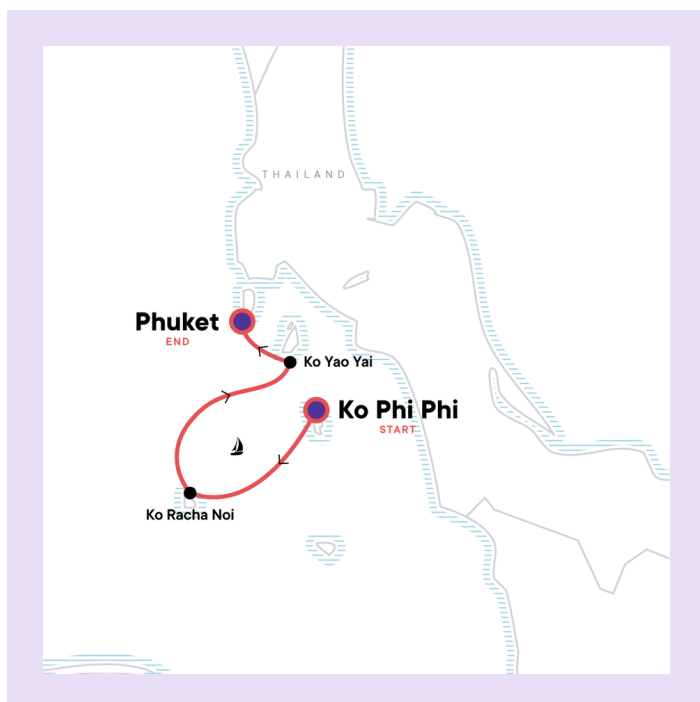 THAILAND
Phuket
END
Ko Yao Yai
Ko Phi Phi
START
Ko Racha Noi